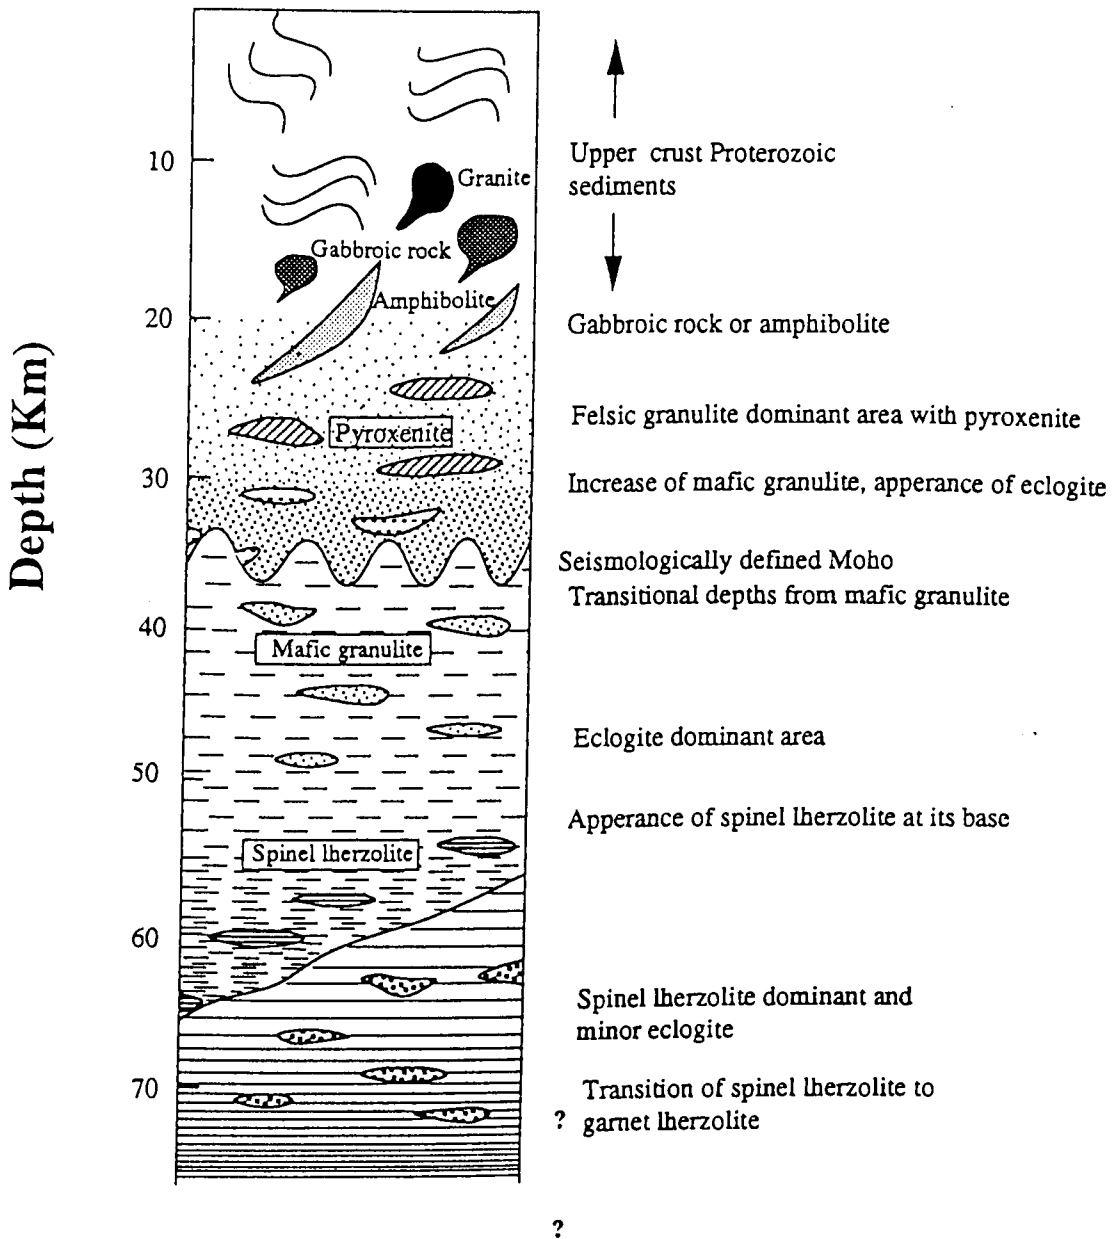 Depth (Km)
10
20
30
40
50
60
70
Granite
Gabbroic rock
Amphibolite
Pyroxenite
Mafic granulite
Spinel lherzolite
Upper crust Proterozoic
sediments
Gabbroic rock or amphibolite
Felsic granulite dominant area with pyroxenite
Increase of mafic granulite, apperance of eclogite
Seismologically defined Moho
Transitional depths from mafic granulite
Eclogite dominant area
Apperance of spinel lherzolite at its base
Spinel lherzolite dominant and
minor eclogite
Transition of spinel lherzolite to
? garnet lherzolite
?